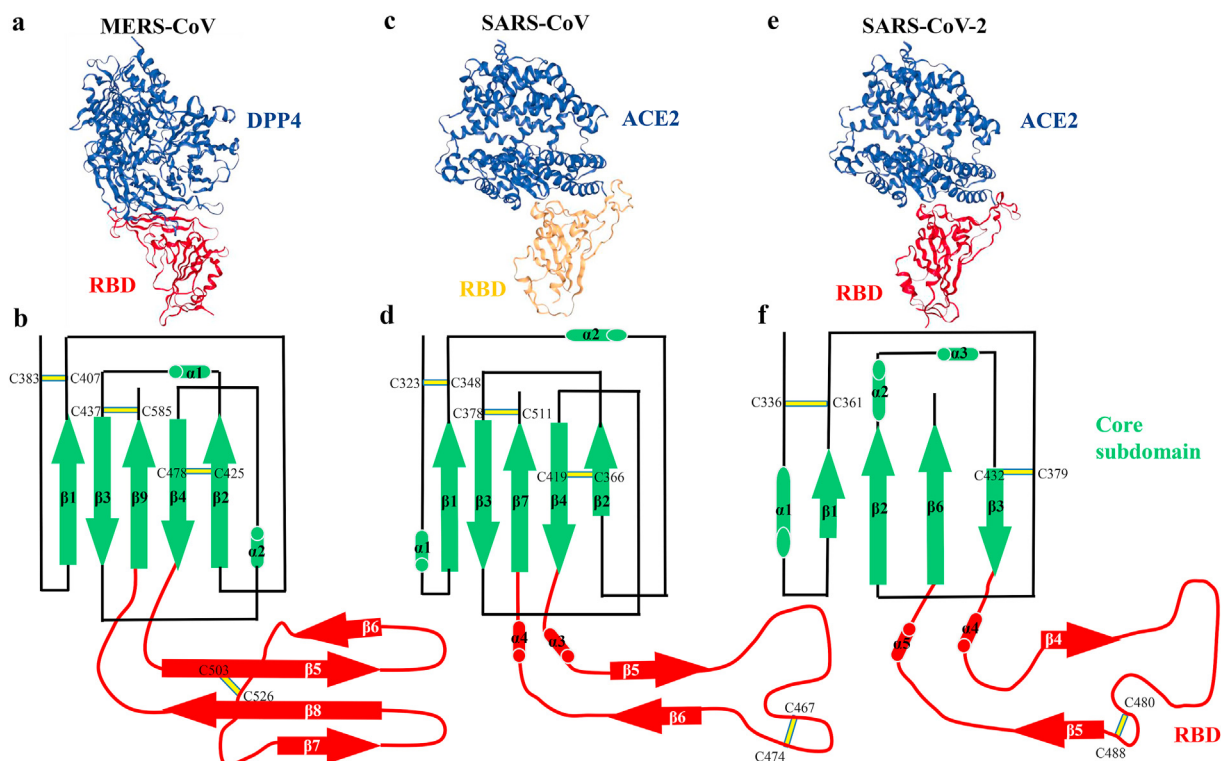 a
MERS-CoV
c
SARS-CoV
e
SARS-CoV-2
DPP4
ACE2
ACE2
RBD
RBD
RBD
b
d
f
C383
C407
C437
C585
C478
C425
α1
α2
β1
β3
β9
β4
β2
β6
β5
β8
β7
C503
C526
C323
C348
C378
C511
C419
C366
α2
α1
β1
β3
β7
β4
β2
α4
α3
β5
β6
C467
C474
C336
C361
C432
C379
α3
α2
α1
β1
β2
β6
β3
α5
α4
β4
β5
C480
C488
Core
subdomain
RBD